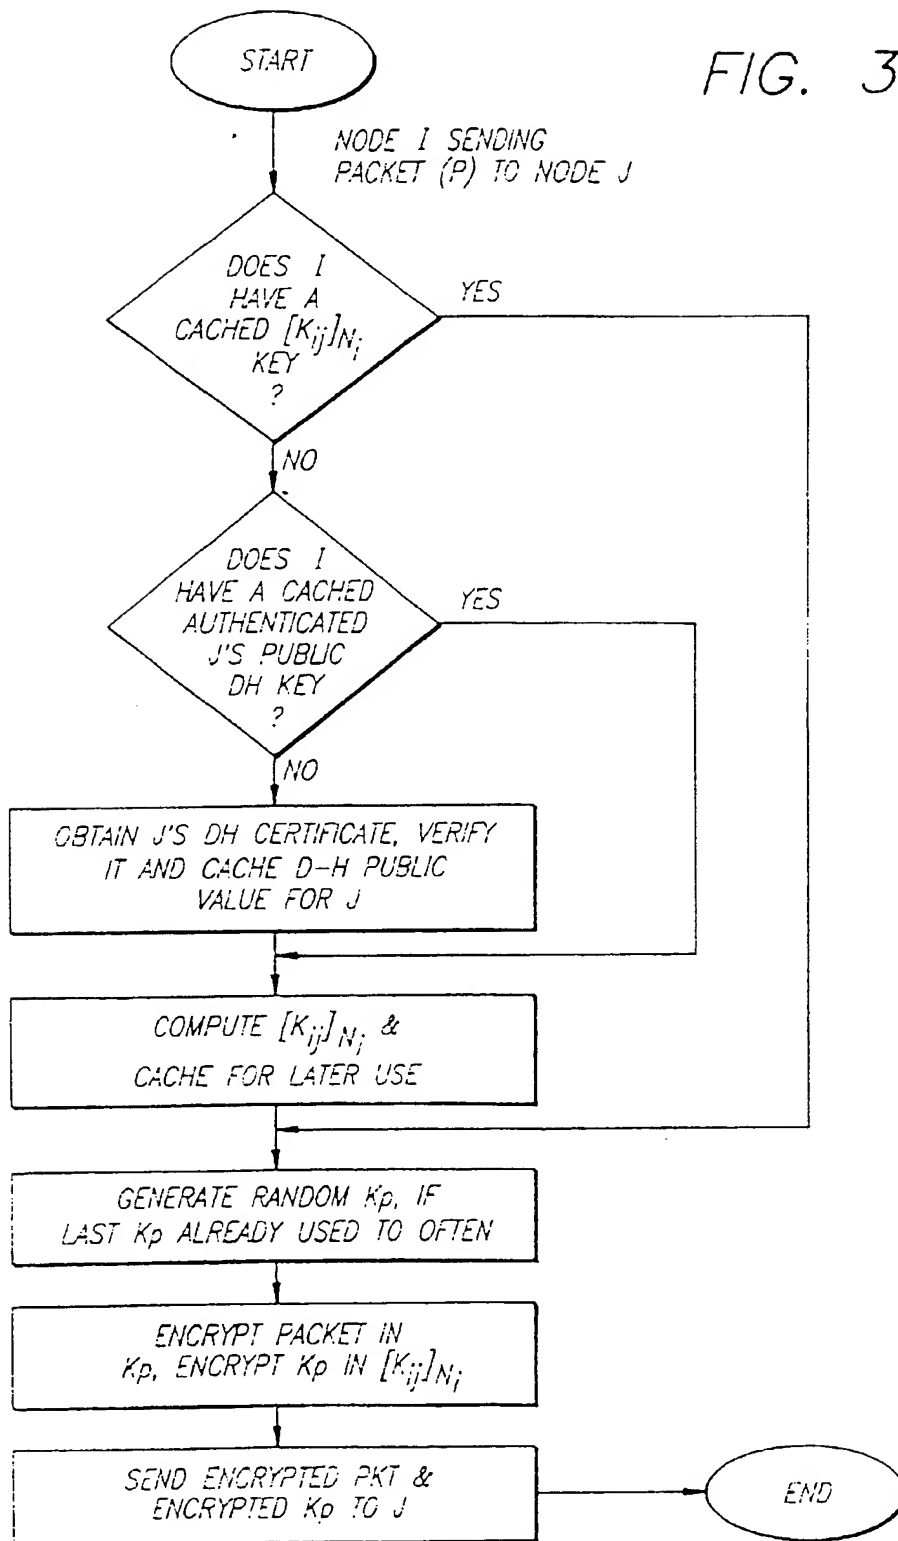 START
FIG. 3
NODE I SENDING
PACKET (P) TO NODE J
DOES I
HAVE A
CACHED [Kij]Ni
KEY
?
YES
NO
DOES I
HAVE A CACHED
AUTHENTICATED
J'S PUBLIC
DH KEY
?
YES
NO
OBTAIN J'S DH CERTIFICATE, VERIFY
IT AND CACHE D-H PUBLIC
VALUE FOR J
COMPUTE [Kij]Ni &
CACHE FOR LATER USE
GENERATE RANDOM Kp, IF
LAST Kp ALREADY USED TO OFTEN
ENCRYPT PACKET IN
Kp, ENCRYPT Kp IN [Kij]Ni
SEND ENCRYPTED PKT &
ENCRYPTED Kp TO J
END